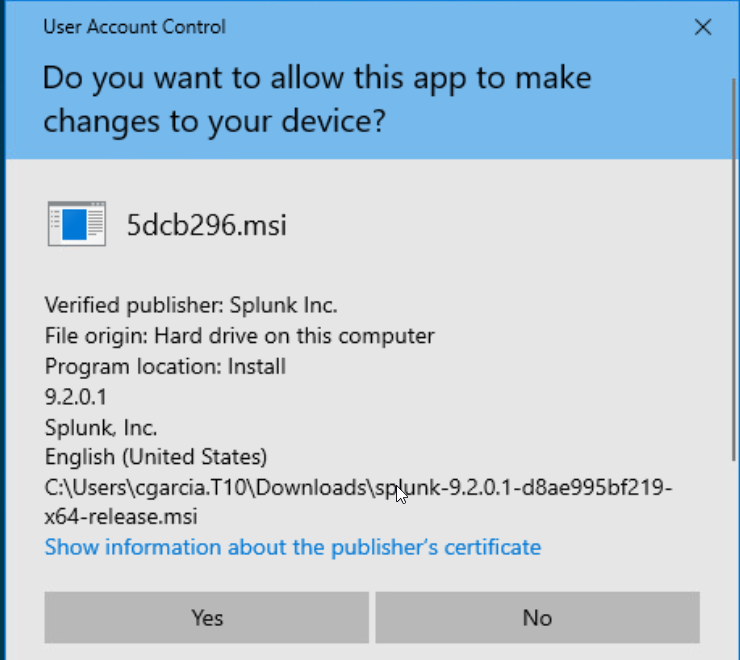 User Account Control
Do you want to allow this app to make
changes to your device?
5dcb296.msi
Verified publisher: Splunk Inc.
File origin: Hard drive on this computer
Program location: Install
9.2.0.1
Splunk, Inc.
English (United States)
C:\Users\cgarcia.T10\Downloads\splunk-9.2.0.1-d8ae995bf219-
x64-release.msi
Show information about the publisher's certificate
Yes
No